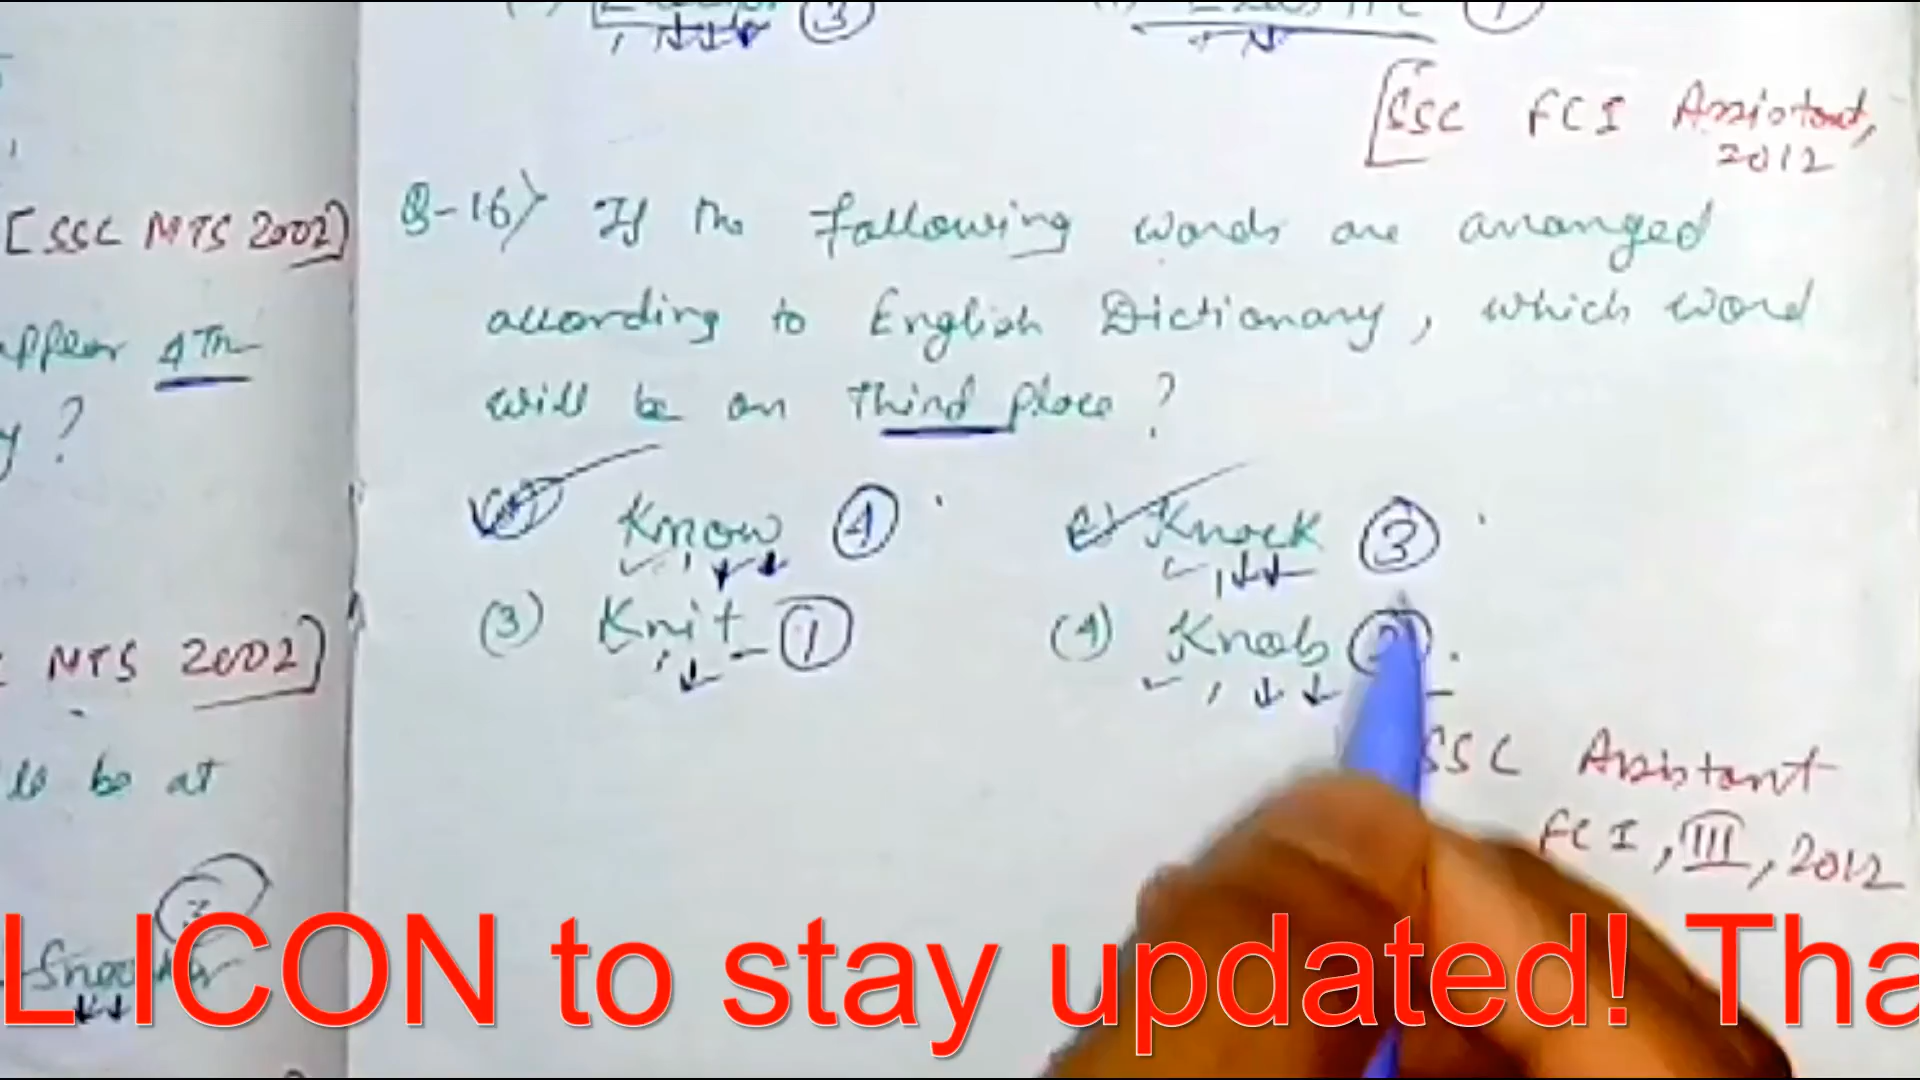 3
[SSC FCI Assistant,
2012
[SSC MTS 2002]
Q-16) If the following words are arranged
according to English Dictionary, which word
will be on third place?
4Th
y ?
Know 4
Knock 3
(3) Knit 1
(4) Knob 2
MTS 2002]
be at
SSC Assistant
FCI, III, 2012
L ICON to stay updated! Tha